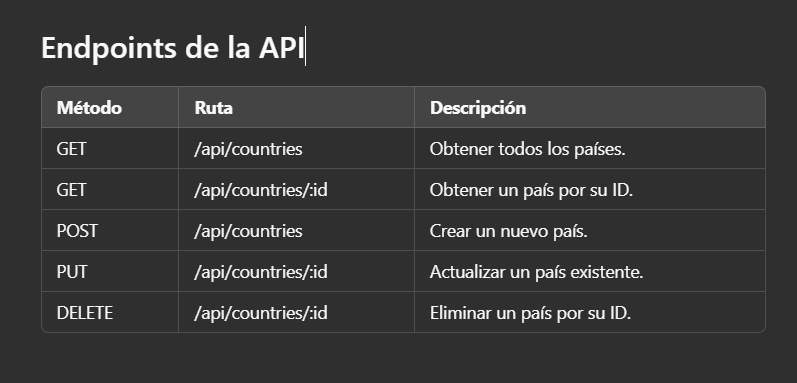 Endpoints de la API
Método Ruta Descripción
GET /api/countries Obtener todos los países.
GET /api/countries/:id Obtener un país por su ID.
POST /api/countries Crear un nuevo país.
PUT /api/countries/:id Actualizar un país existente.
DELETE /api/countries/:id Eliminar un país por su ID.